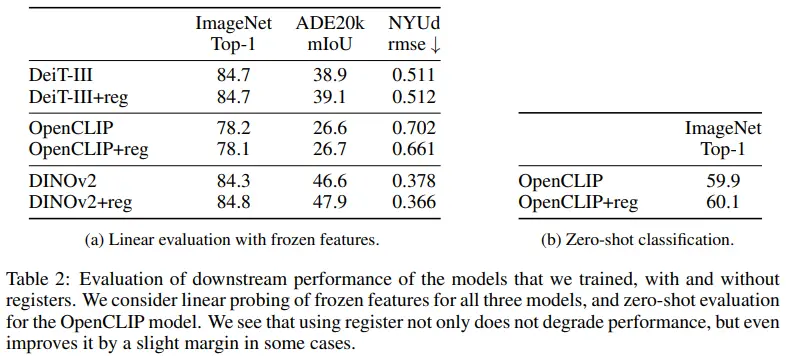 ImageNet ADE20k NYUd
Top-1 mIoU rmse ↓
DeiT-III 84.7 38.9 0.511
DeiT-III+reg 84.7 39.1 0.512
OpenCLIP 78.2 26.6 0.702
OpenCLIP+reg 78.1 26.7 0.661
DINOv2 84.3 46.6 0.378
DINOv2+reg 84.8 47.9 0.366
(a) Linear evaluation with frozen features.
ImageNet
Top-1
OpenCLIP 59.9
OpenCLIP+reg 60.1
(b) Zero-shot classification.
Table 2: Evaluation of downstream performance of the models that we trained, with and without
registers. We consider linear probing of frozen features for all three models, and zero-shot evaluation
for the OpenCLIP model. We see that using register not only does not degrade performance, but even
improves it by a slight margin in some cases.